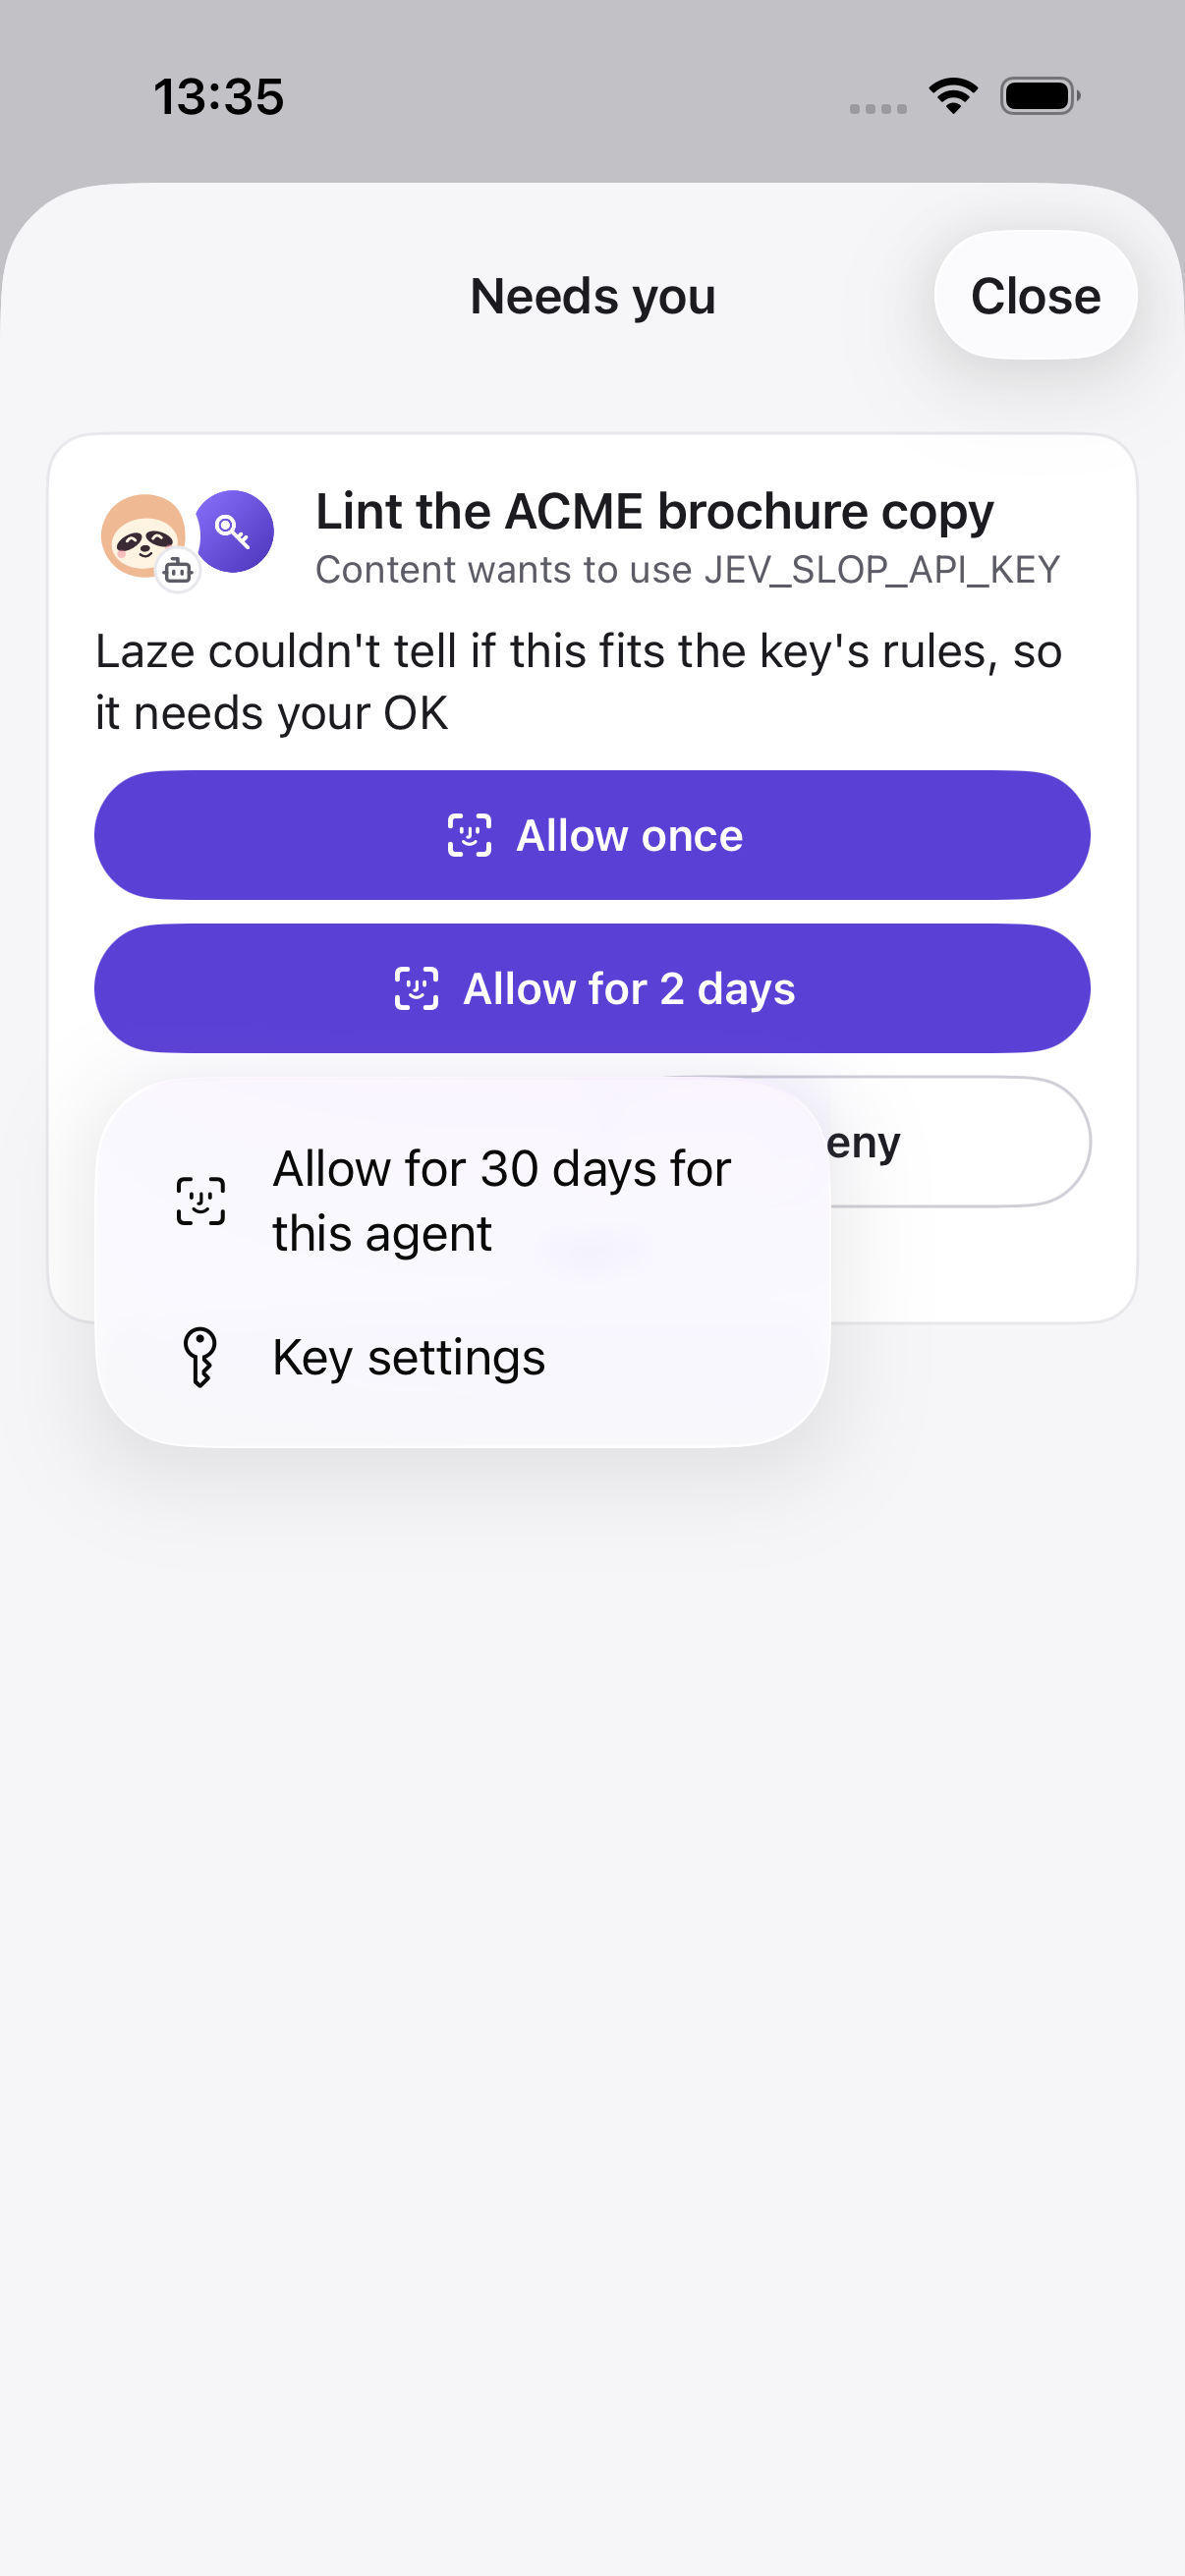 13:35
Needs you
Close
Lint the ACME brochure copy
Content wants to use JEV_SLOP_API_KEY
Laze couldn't tell if this fits the key's rules, so
it needs your OK
Allow once
Allow for 2 days
eny
Allow for 30 days for
this agent
Key settings